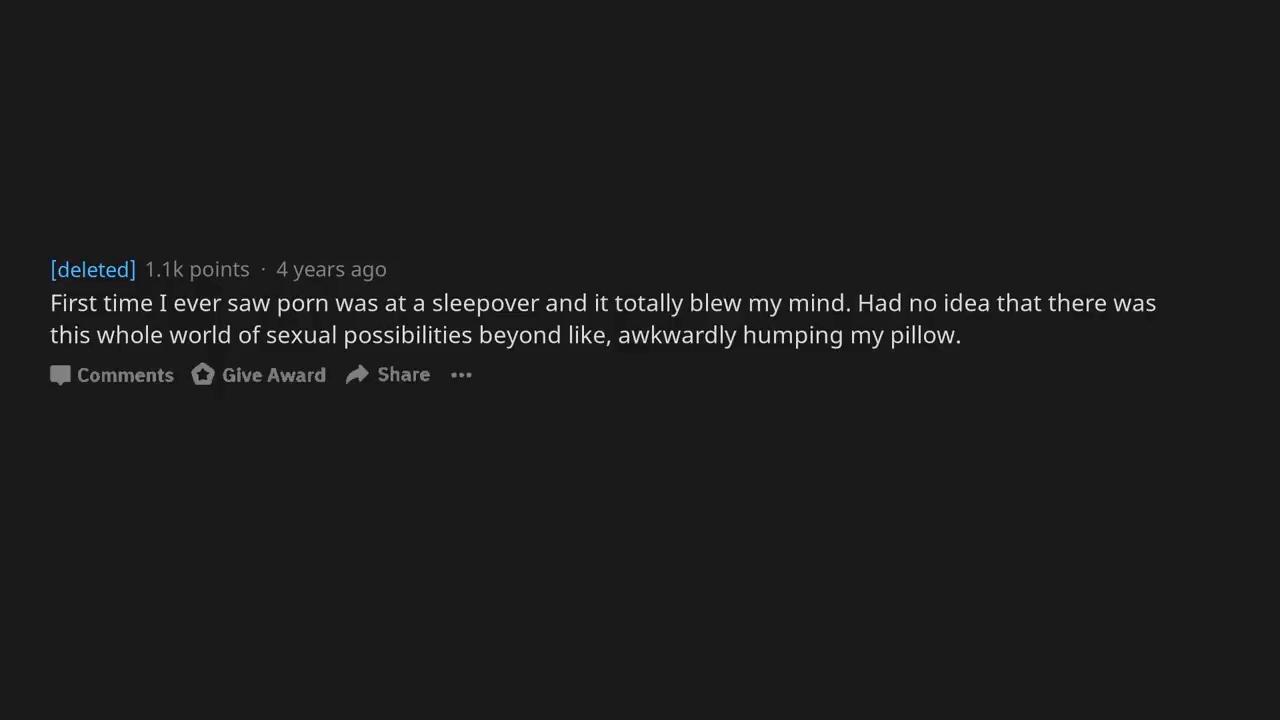 [deleted] 1.1k points · 4 years ago
First time I ever saw porn was at a sleepover and it totally blew my mind. Had no idea that there was
this whole world of sexual possibilities beyond like, awkwardly humping my pillow.
Comments Give Award Share ···